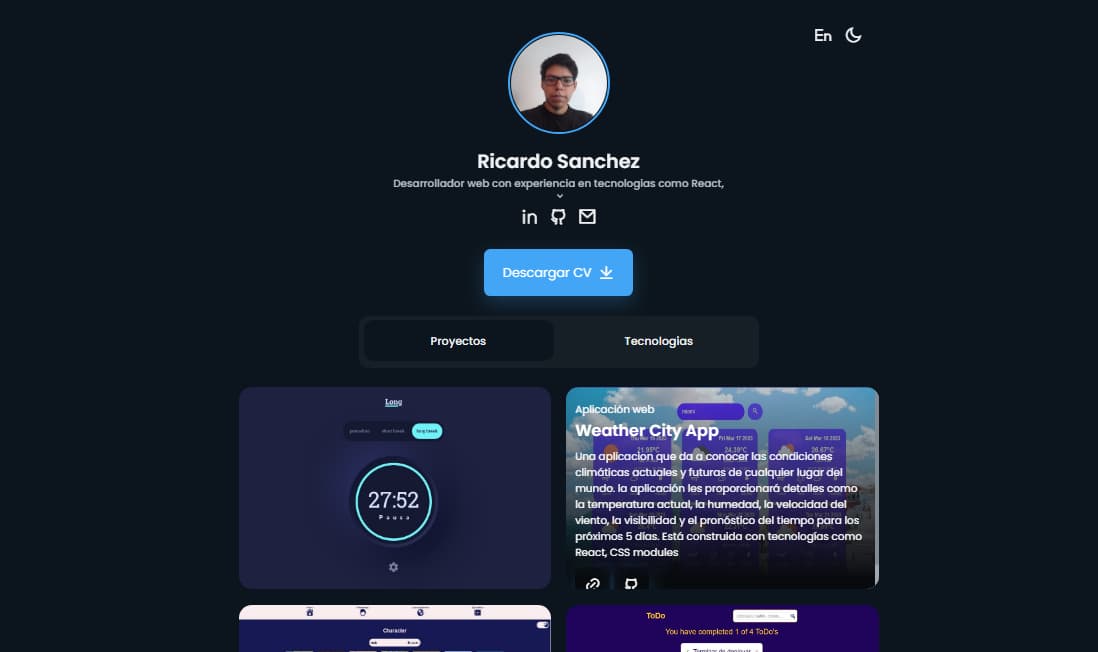 En
Ricardo Sanchez
Desarrollador web con experiencia en tecnologias como React,
in
Descargar CV
Proyectos
Tecnologias
Long
long break
27:52
Pausa
Aplicación web
Weather City App
Una aplicacion que da a conocer las condiciones
climáticas actuales y futuras de cualquier lugar del
mundo. la aplicación les proporcionará detalles como
la temperatura actual, la humedad, la velocidad del
viento, la visibilidad y el pronóstico del tiempo para los
próximos 5 días. Está construida con tecnologías como
React, CSS modules
Character
ToDo
You have completed 1 of 4 ToDo's